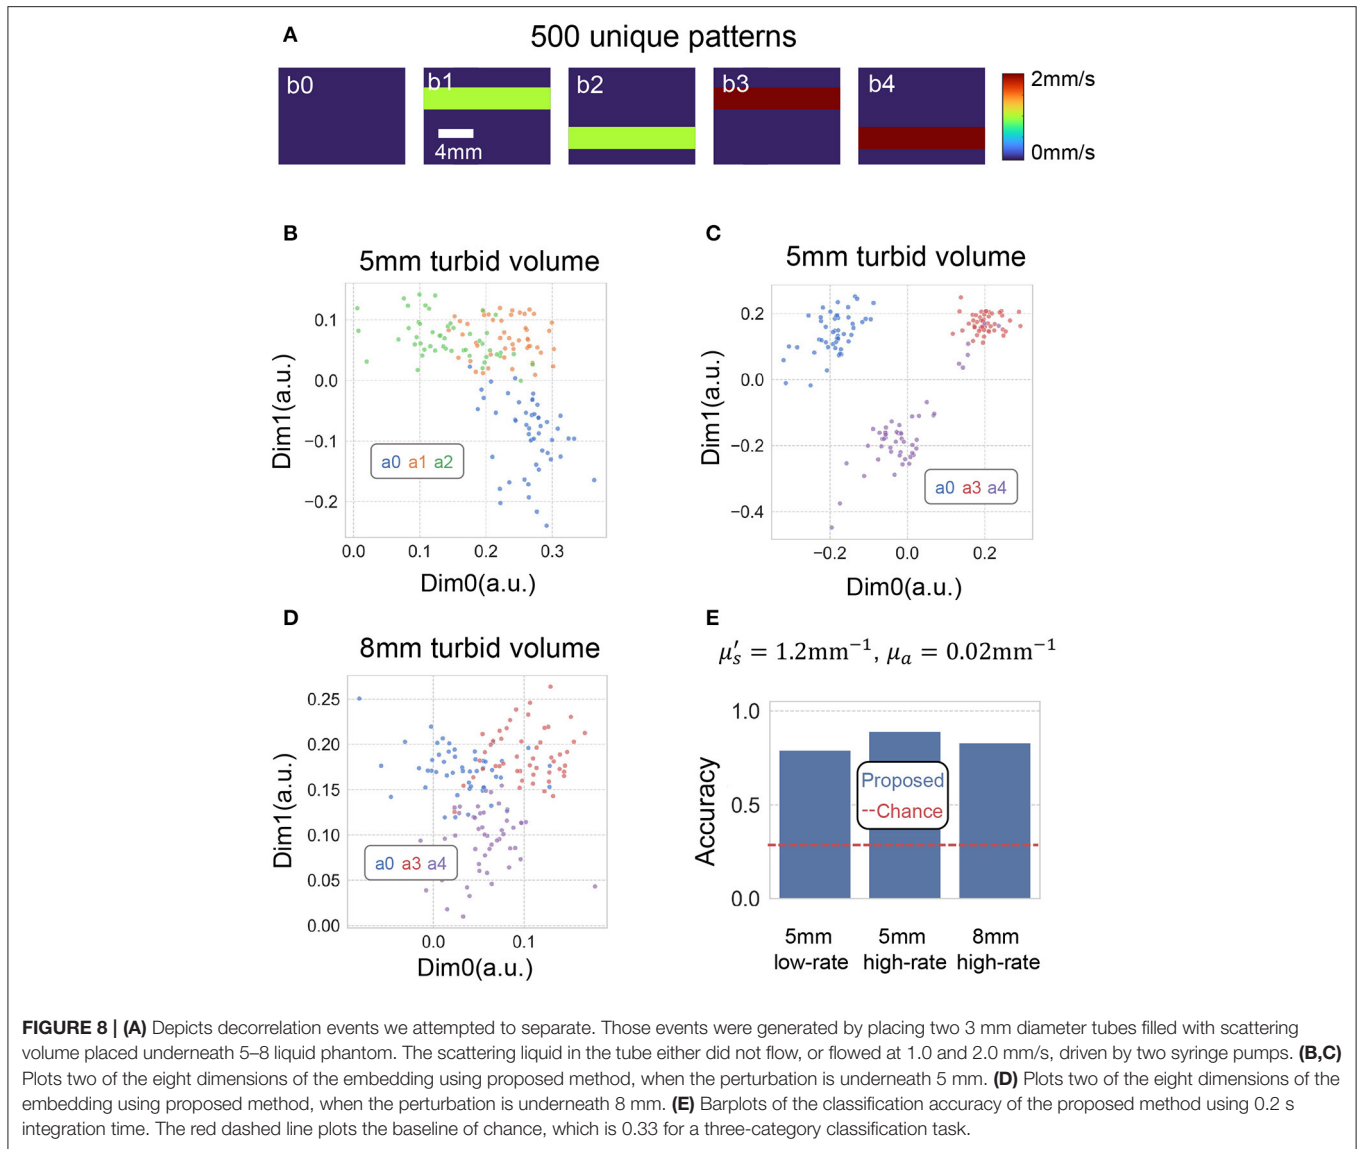 A
500 unique patterns
b0
b1
b2
b3
b4
4mm
2mm/s
0mm/s
B
5mm turbid volume
Dim1(a.u.)
0.1
0.0
−0.1
−0.2
a0 a1 a2
0.0 0.1 0.2 0.3
Dim0(a.u.)
C
5mm turbid volume
Dim1(a.u.)
0.2
0.0
−0.2
−0.4
a0 a3 a4
−0.2 0.0 0.2
Dim0(a.u.)
D
8mm turbid volume
Dim1(a.u.)
0.25
0.20
0.15
0.10
0.05
0.00
a0 a3 a4
0.0 0.1
Dim0(a.u.)
E
μ′ₛ = 1.2mm⁻¹, μₐ = 0.02mm⁻¹
Accuracy
1.0
0.5
0.0
Proposed
--Chance
5mm low-rate
5mm high-rate
8mm high-rate
FIGURE 8 | (A) Depicts decorrelation events we attempted to separate. Those events were generated by placing two 3 mm diameter tubes filled with scattering
volume placed underneath 5–8 liquid phantom. The scattering liquid in the tube either did not flow, or flowed at 1.0 and 2.0 mm/s, driven by two syringe pumps. (B,C)
Plots two of the eight dimensions of the embedding using proposed method, when the perturbation is underneath 5 mm. (D) Plots two of the eight dimensions of the
embedding using proposed method, when the perturbation is underneath 8 mm. (E) Barplots of the classification accuracy of the proposed method using 0.2 s
integration time. The red dashed line plots the baseline of chance, which is 0.33 for a three-category classification task.